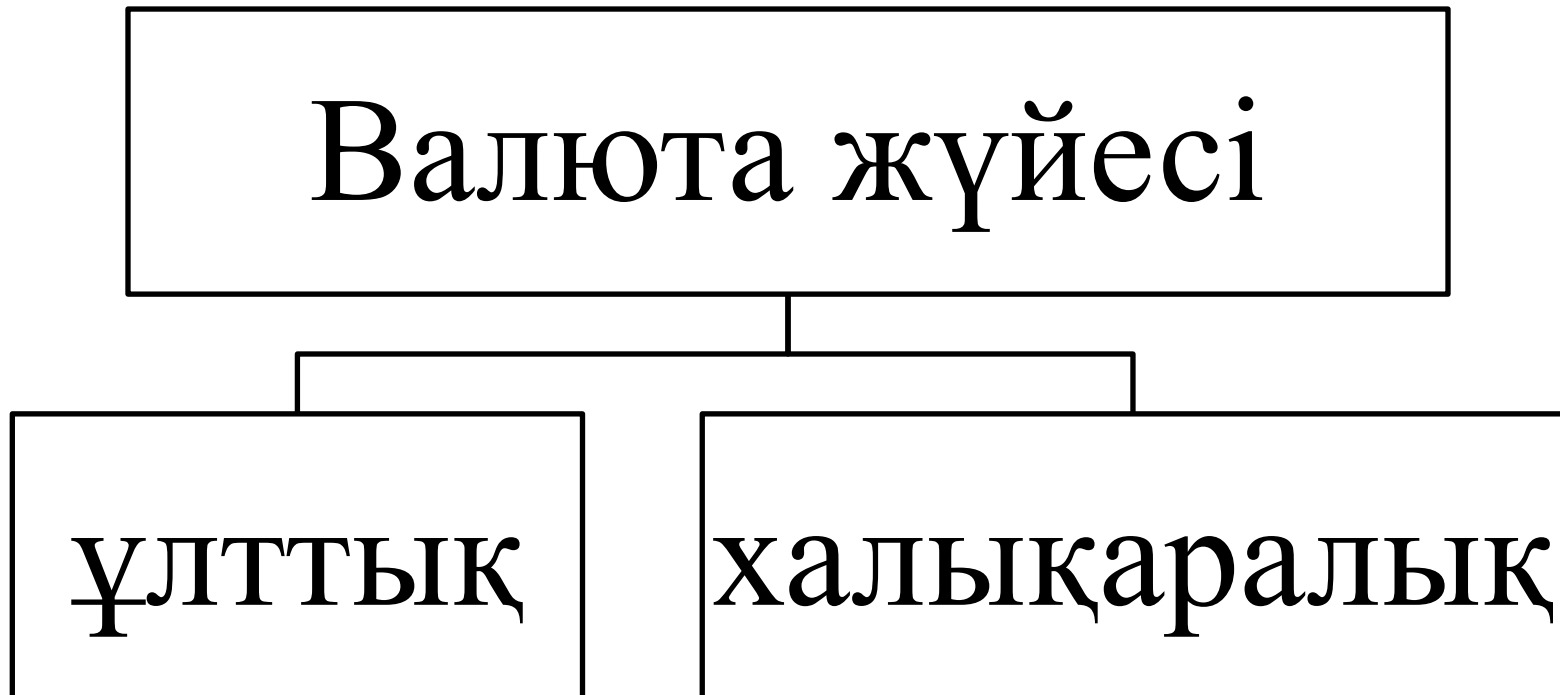 Валюта жүйесі
ұлттық
халықаралық